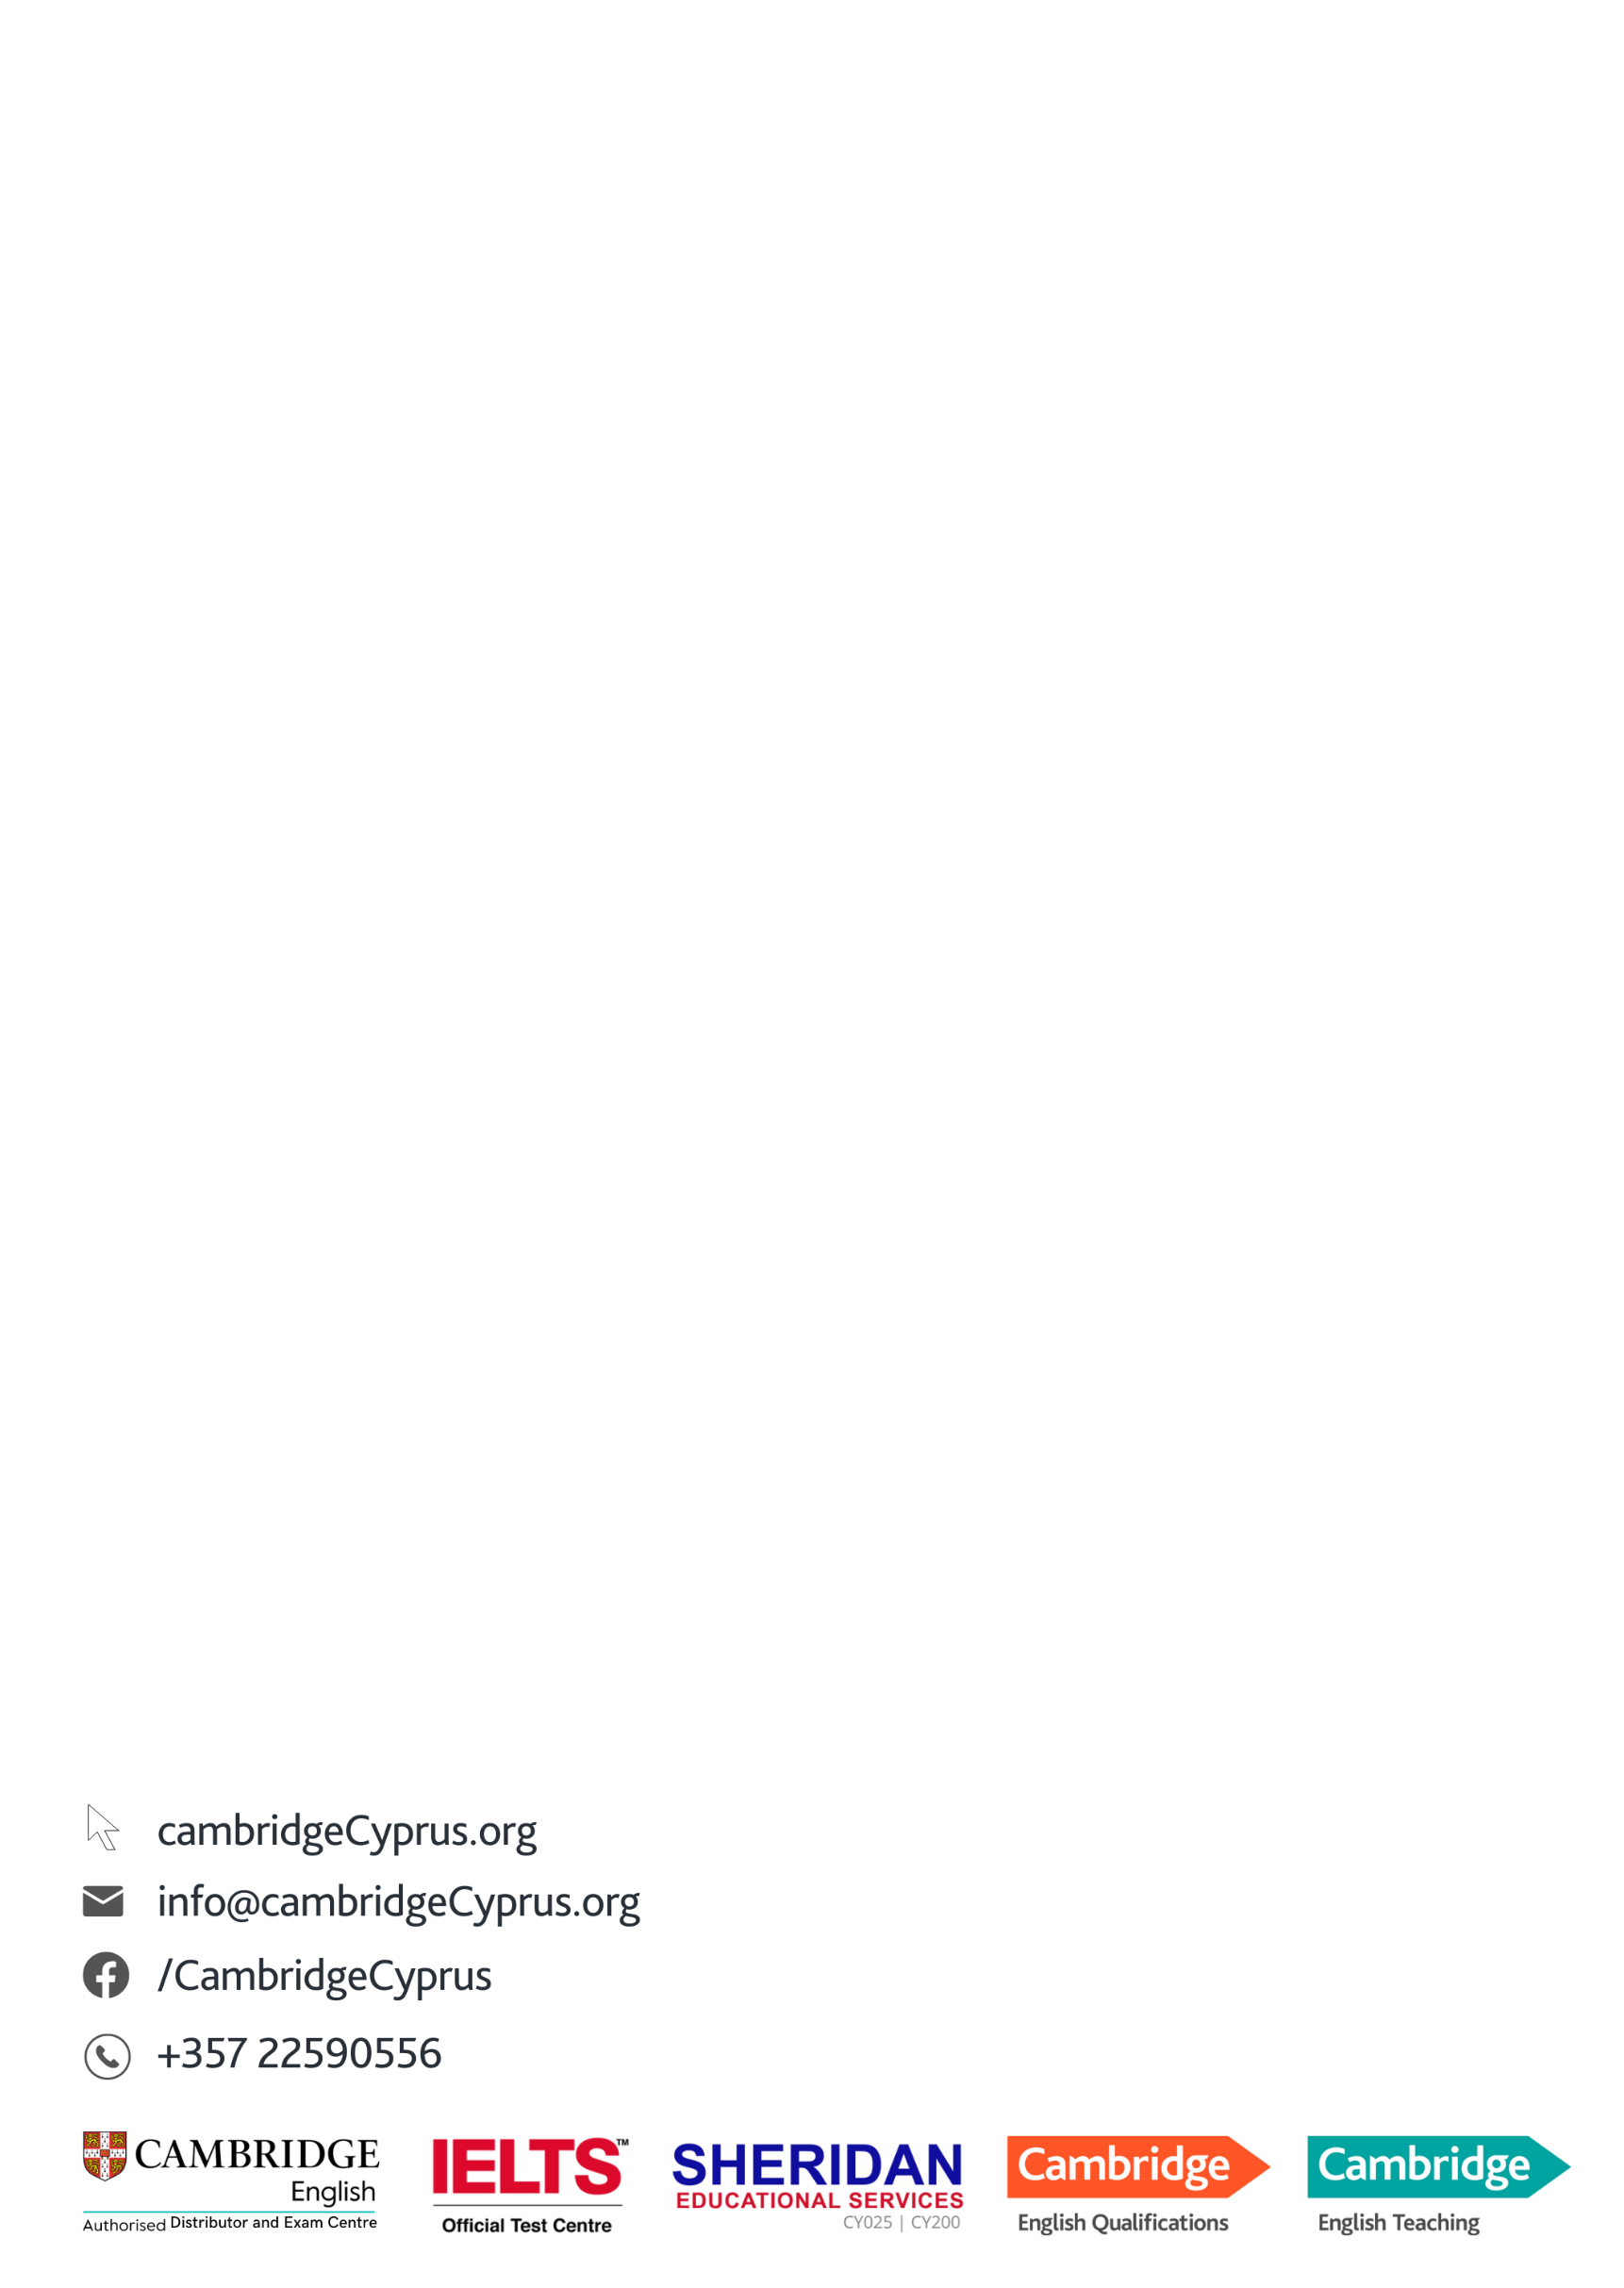 cambridgeCyprus.org
info@cambridgeCyprus.org
/CambridgeCyprus
+357 22590556
CAMBRIDGE
English
Authorised Distributor and Exam Centre
IELTS™
Official Test Centre
SHERIDAN
EDUCATIONAL SERVICES
CY025 | CY200
Cambridge
English Qualifications
Cambridge
English Teaching